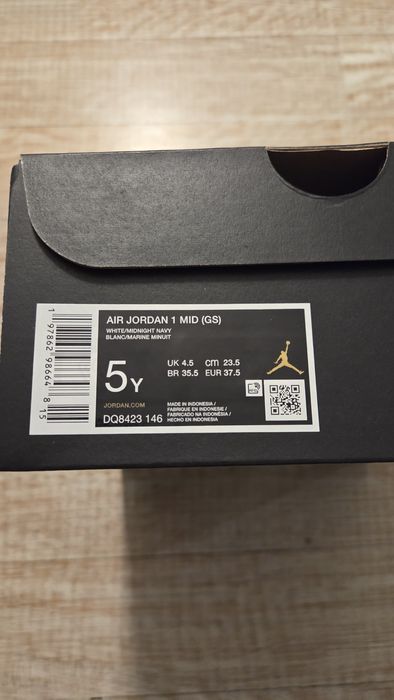 AIR JORDAN 1 MID (GS)
WHITE/MIDNIGHT NAVY
BLANC/MARINE MINUIT
5Y
UK 4.5 cm 23.5
BR 35.5 EUR 37.5
JORDAN.COM
DQ8423 146
MADE IN INDONESIA /
FABRIQUE EN INDONESIE /
FABRICADO NA INDONÉSIA /
HECHO EN INDONESIA
1 97862 98664 8 15